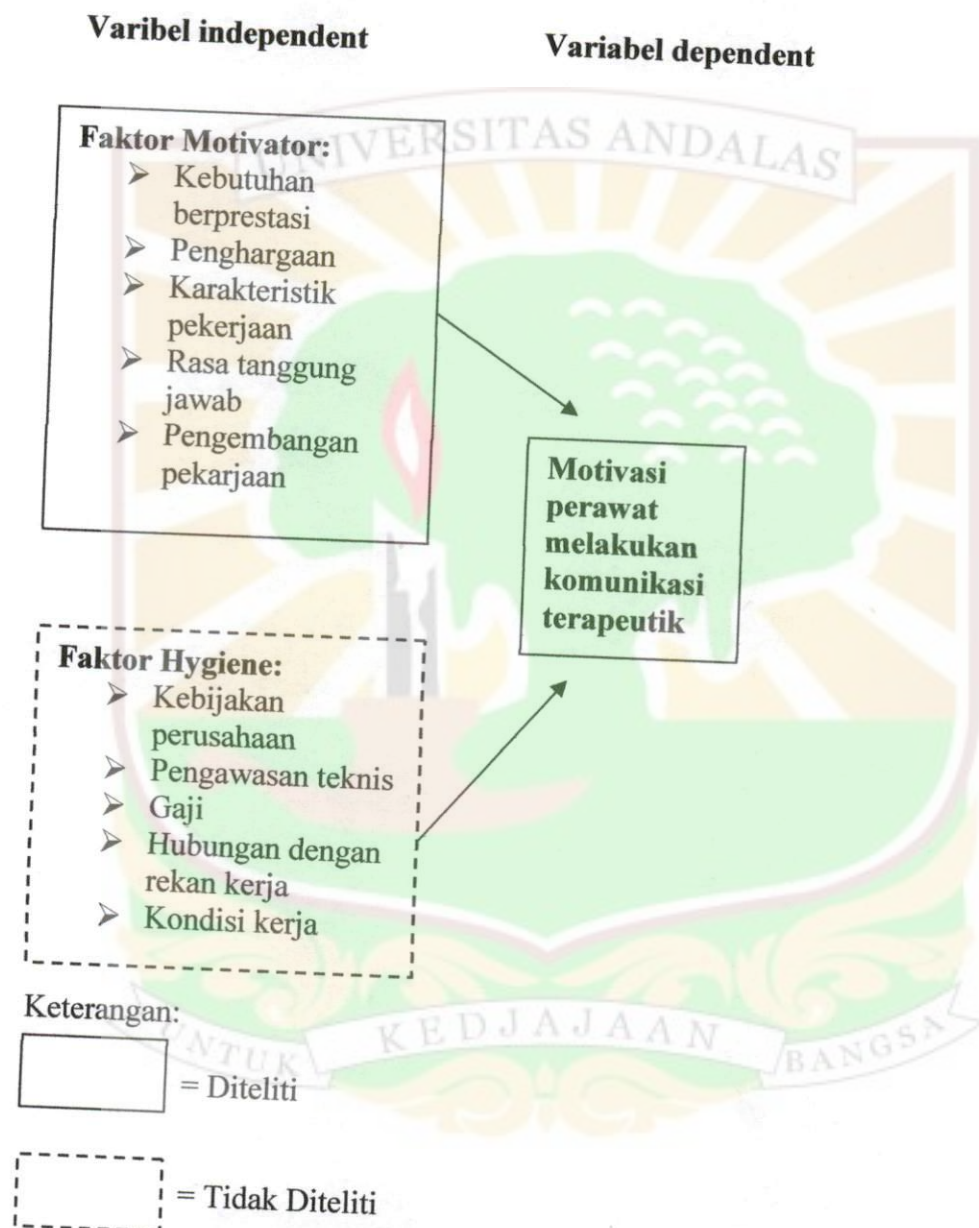 Varibel independent
Variabel dependent
UNIVERSITAS ANDALAS
Faktor Motivator:
➢ Kebutuhan
berprestasi
➢ Penghargaan
➢ Karakteristik
pekerjaan
➢ Rasa tanggung
jawab
➢ Pengembangan
pekarjaan
Motivasi
perawat
melakukan
komunikasi
terapeutik
Faktor Hygiene:
➢ Kebijakan
perusahaan
➢ Pengawasan teknis
➢ Gaji
➢ Hubungan dengan
rekan kerja
➢ Kondisi kerja
Keterangan:
UNTUK KEDJAJAAN BANGSA
= Diteliti
= Tidak Diteliti